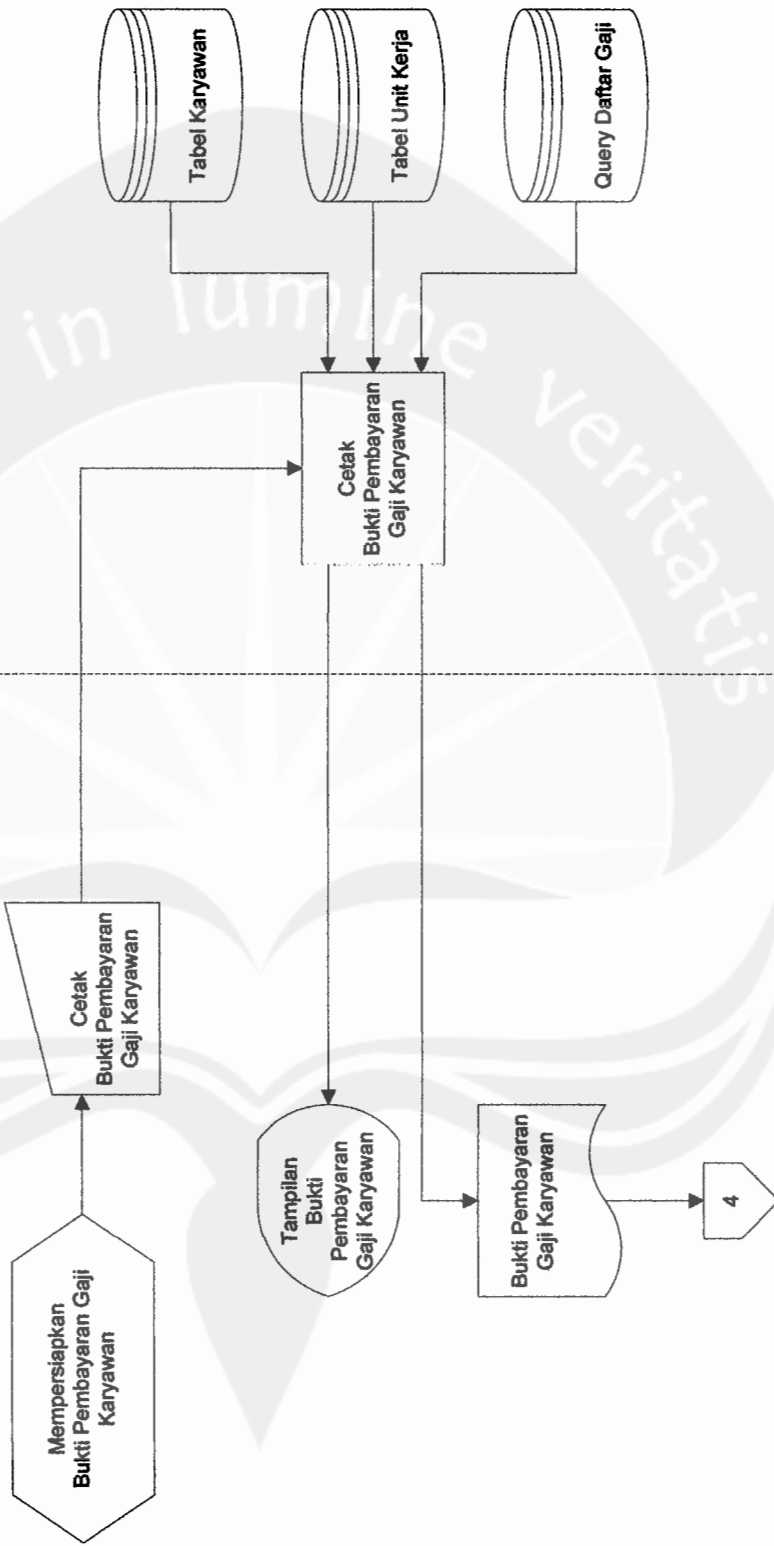 Mempersiapkan
Bukti Pembayaran Gaji
Karyawan
Cetak
Bukti Pembayaran
Gaji Karyawan
Tampilan
Bukti
Pembayaran
Gaji Karyawan
Bukti Pembayaran
Gaji Karyawan
4
Cetak
Bukti Pembayaran
Gaji Karyawan
Tabel Karyawan
Tabel Unit Kerja
Query Daftar Gaji
in lumine veritatis